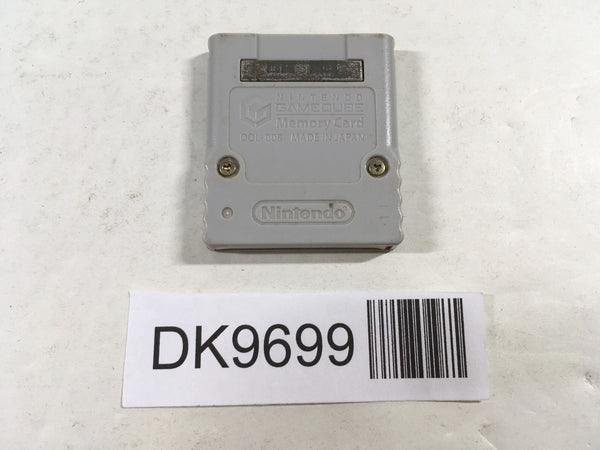 NINTENDO
GAMECUBE
Memory Card
DOL-008 MADE IN JAPAN
Nintendo
DK9699